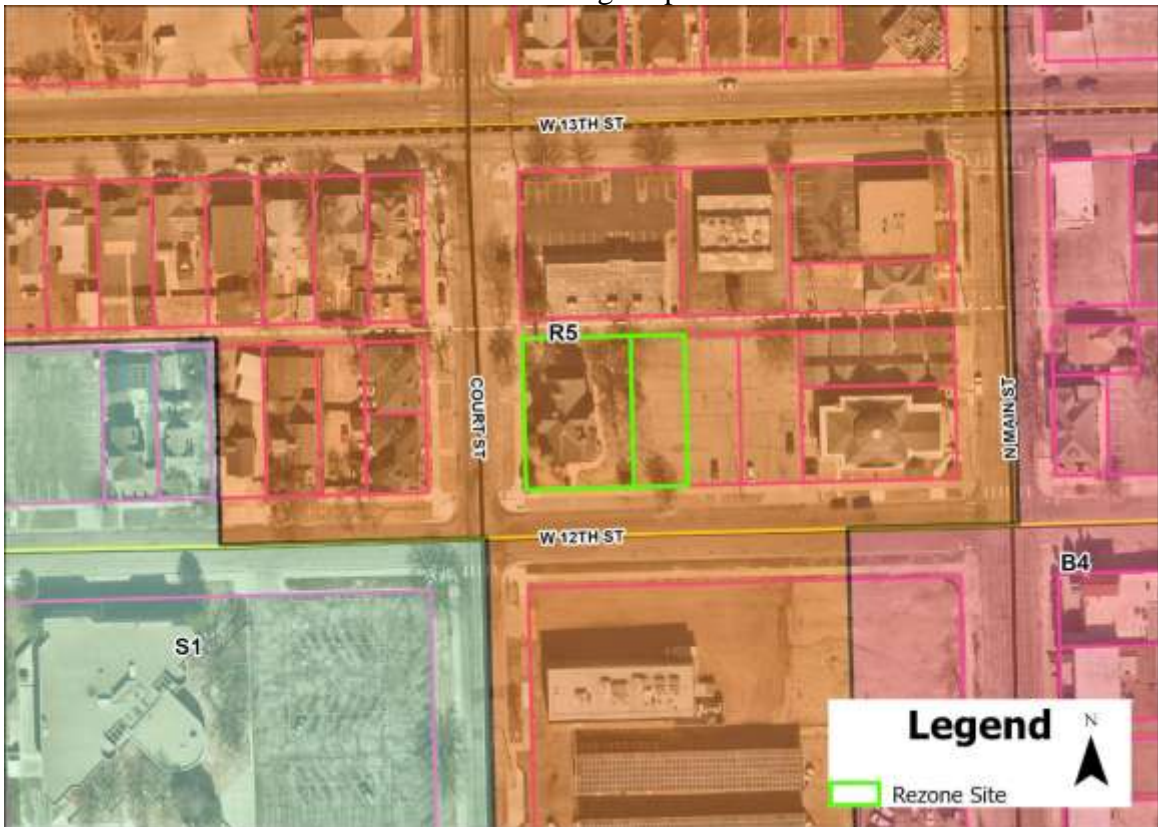 W 13TH ST
R5
COURT ST
N MAIN ST
W 12TH ST
B4
S1
Legend
N
Rezone Site